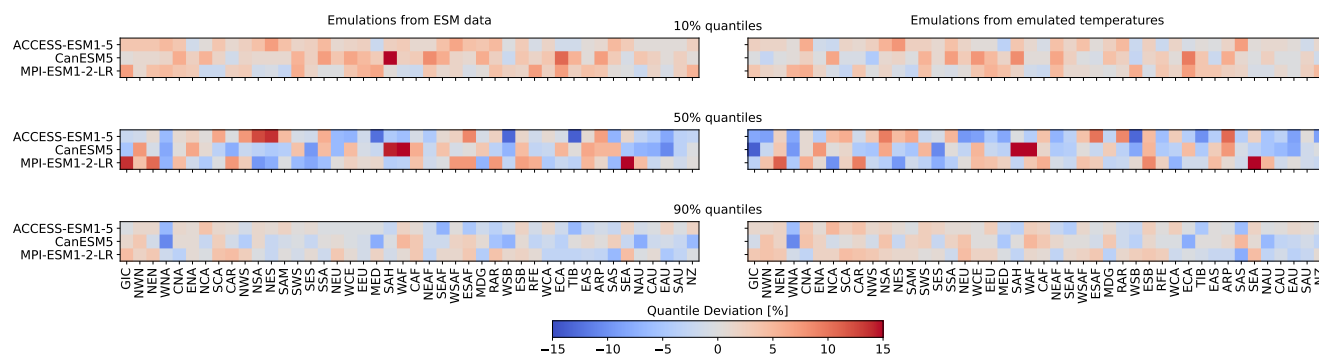 Emulations from ESM data
Emulations from emulated temperatures
10% quantiles
ACCESS-ESM1-5
CanESM5
MPI-ESM1-2-LR
50% quantiles
ACCESS-ESM1-5
CanESM5
MPI-ESM1-2-LR
90% quantiles
ACCESS-ESM1-5
CanESM5
MPI-ESM1-2-LR
GIC NWN NEN WNA CNA ENA NCA SCA CAR NWS NSA NES SAM SWS SES SSA NEU WCE EEU MED SAH WAF CAF NEAF SEAF WSAF ESAF MDG RAR WSB ESB RFE WCA ECA TIB EAS ARP SAS SEA NAU CAU EAU SAU NZ
GIC NWN NEN WNA CNA ENA NCA SCA CAR NWS NSA NES SAM SWS SES SSA NEU WCE EEU MED SAH WAF CAF NEAF SEAF WSAF ESAF MDG RAR WSB ESB RFE WCA ECA TIB EAS ARP SAS SEA NAU CAU EAU SAU NZ
Quantile Deviation [%]
−15 −10 −5 0 5 10 15